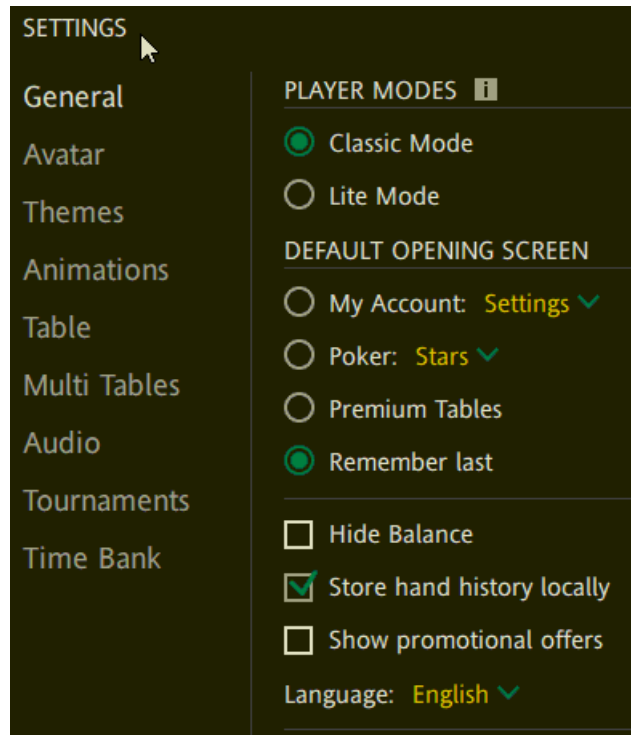 SETTINGS
General
Avatar
Themes
Animations
Table
Multi Tables
Audio
Tournaments
Time Bank
PLAYER MODES i
Classic Mode
Lite Mode
DEFAULT OPENING SCREEN
My Account: Settings
Poker: Stars
Premium Tables
Remember last
Hide Balance
Store hand history locally
Show promotional offers
Language: English